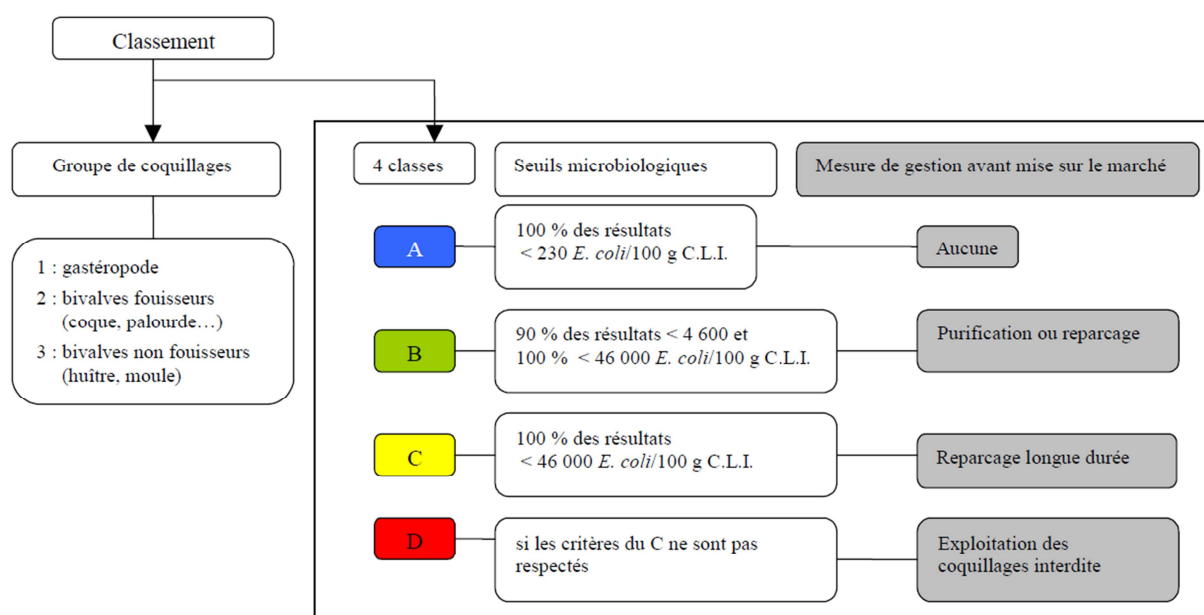 Classement
Groupe de coquillages
1 : gastéropode
2 : bivalves fouisseurs
(coque, palourde…)
3 : bivalves non fouisseurs
(huître, moule)
4 classes
Seuils microbiologiques
Mesure de gestion avant mise sur le marché
A
100 % des résultats
< 230 E. coli/100 g C.L.I.
Aucune
B
90 % des résultats < 4 600 et
100 % < 46 000 E. coli/100 g C.L.I.
Purification ou reparcage
C
100 % des résultats
< 46 000 E. coli/100 g C.L.I.
Reparcage longue durée
D
si les critères du C ne sont pas
respectés
Exploitation des
coquillages interdite